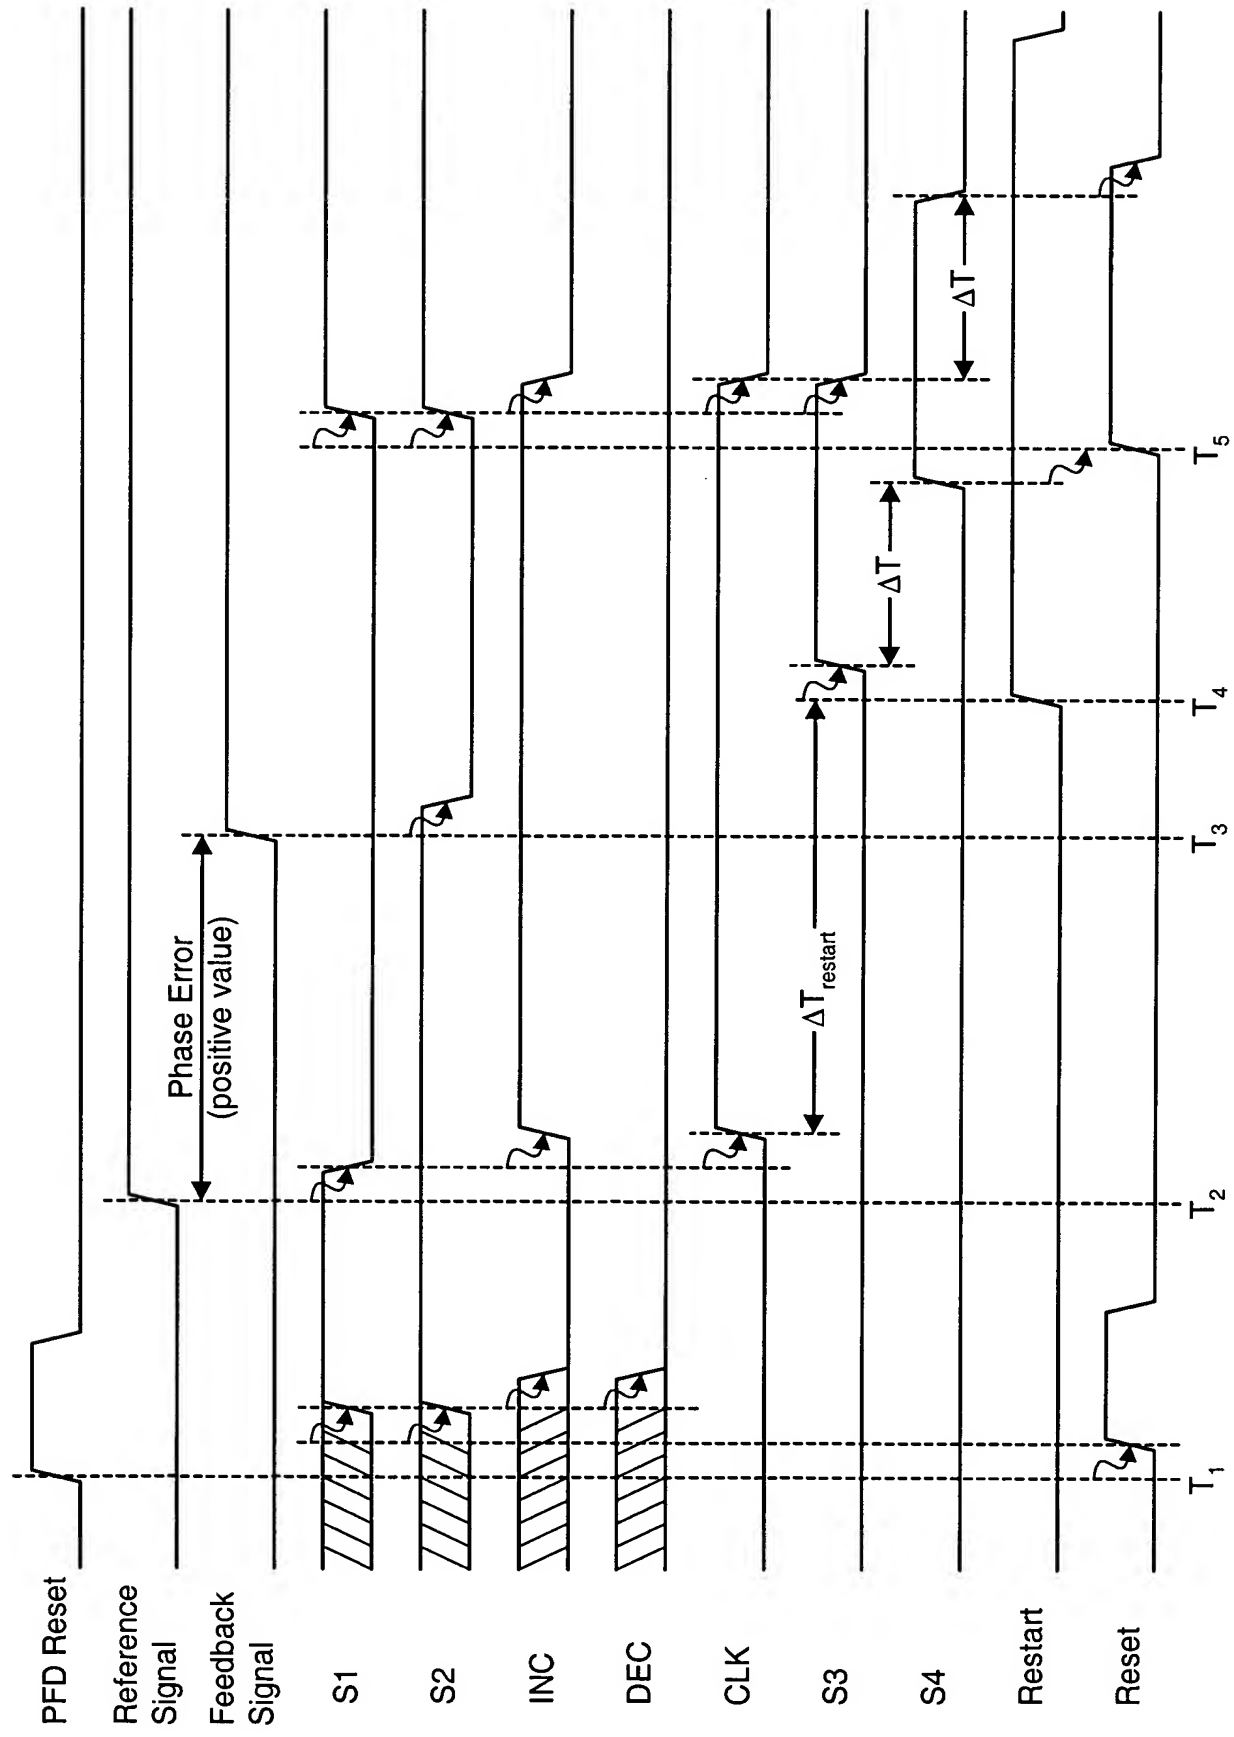 PFD Reset
Reference
Signal
Feedback
Signal
S1
S2
INC
DEC
CLK
S3
S4
Restart
Reset
Phase Error
(positive value)
ΔTrestart
ΔT
ΔT
T1
T2
T3
T4
T5